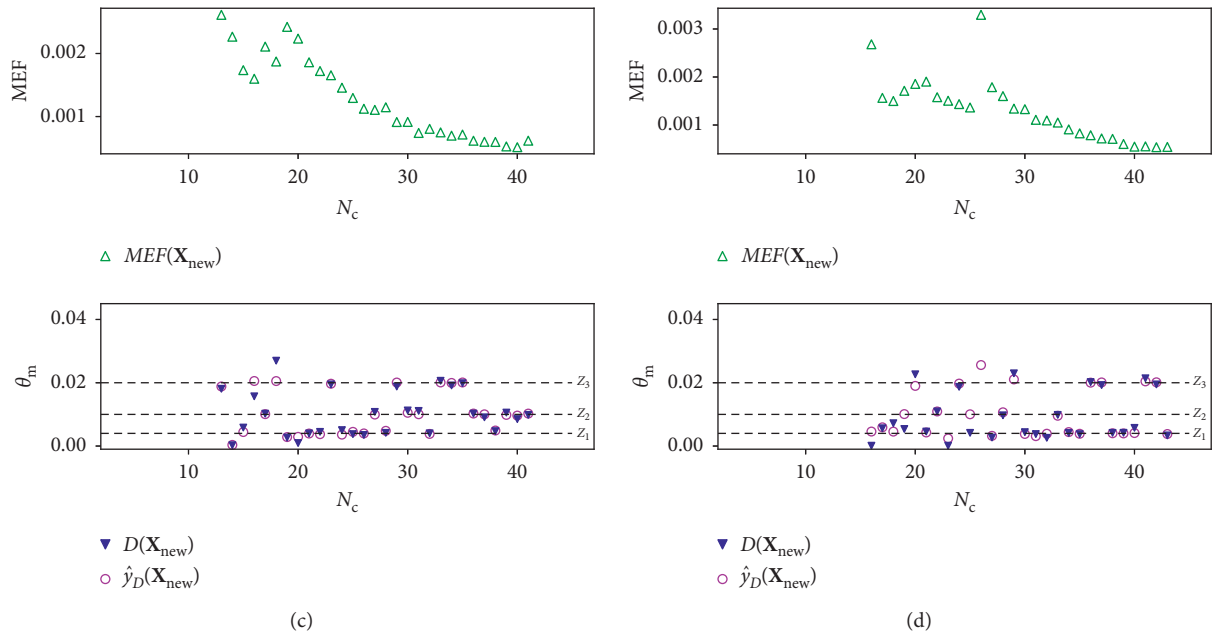 MEF
0.002
0.001
10
20
30
40
N_c
△ MEF(X_new)
θ_m
0.04
0.02
0.00
Z_3
Z_2
Z_1
10
20
30
40
N_c
▼ D(X_new)
○ ŷ_D(X_new)
(c)
MEF
0.003
0.002
0.001
10
20
30
40
N_c
△ MEF(X_new)
θ_m
0.04
0.02
0.00
Z_3
Z_2
Z_1
10
20
30
40
N_c
▼ D(X_new)
○ ŷ_D(X_new)
(d)